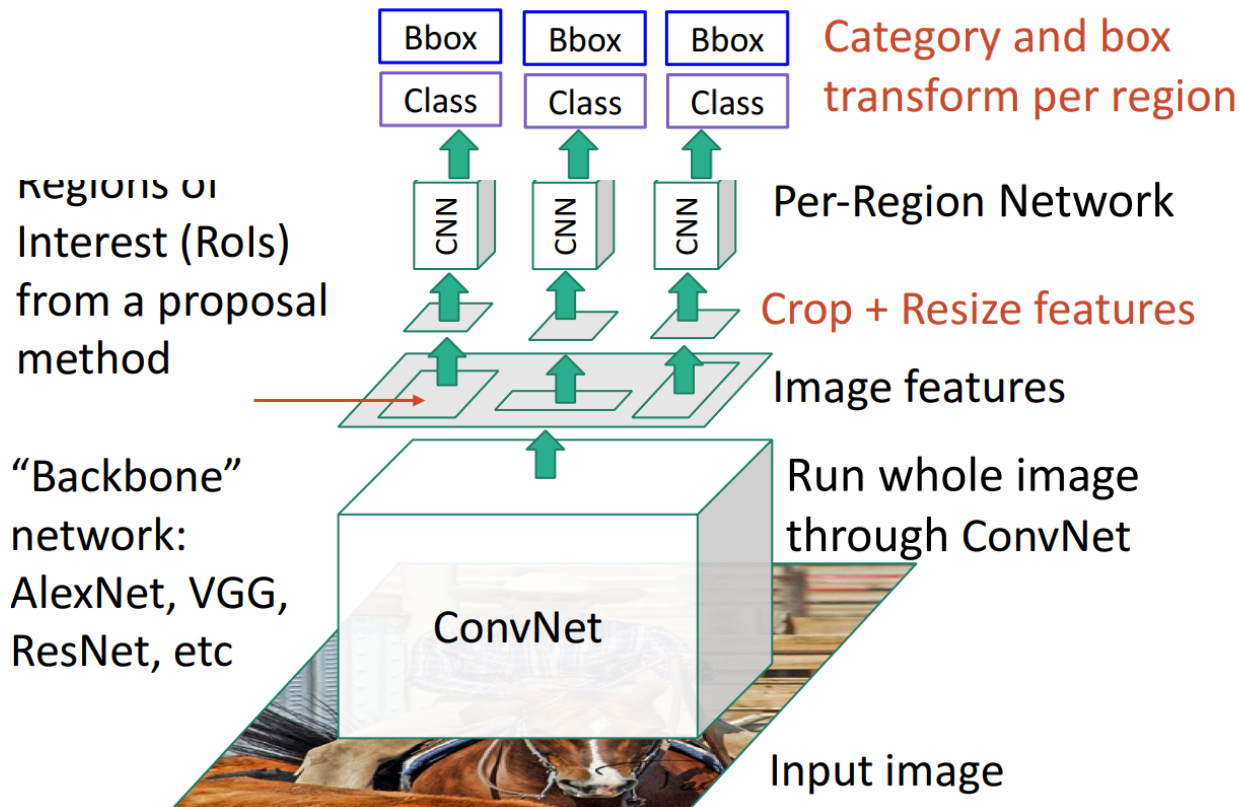 Bbox
Bbox
Bbox
Category and box
transform per region
Class
Class
Class
Regions of
Interest (RoIs)
from a proposal
method
CNN
CNN
CNN
Per-Region Network
Crop + Resize features
Image features
“Backbone”
network:
AlexNet, VGG,
ResNet, etc
Run whole image
through ConvNet
ConvNet
Input image